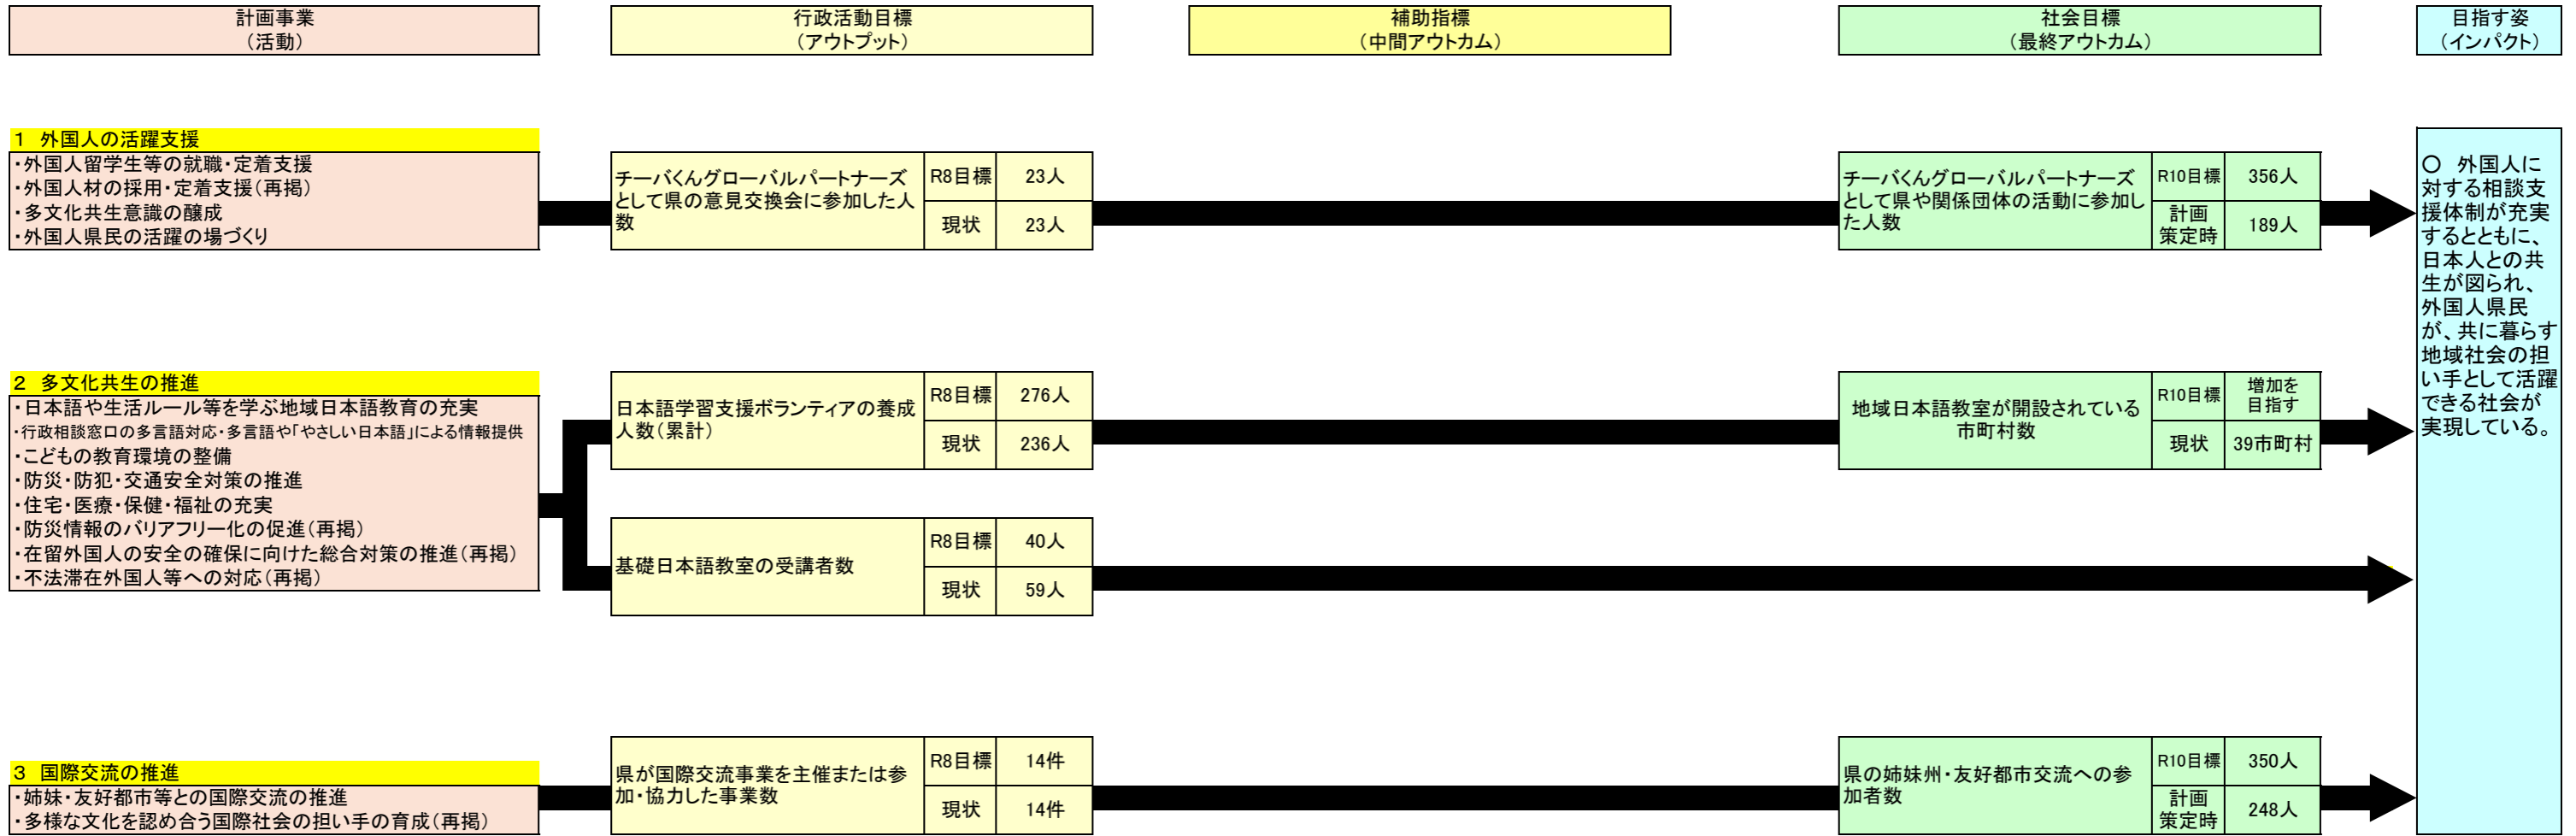 計画事業
（活動）
行政活動目標
（アウトプット）
補助指標
（中間アウトカム）
社会目標
（最終アウトカム）
目指す姿
（インパクト）
１　外国人の活躍支援
・外国人留学生等の就職・定着支援
・外国人材の採用・定着支援（再掲）
・多文化共生意識の醸成
・外国人県民の活躍の場づくり
チーバくんグローバルパートナーズ
として県の意見交換会に参加した人
数
R8目標
23人
現状
23人
チーバくんグローバルパートナーズ
として県や関係団体の活動に参加し
た人数
R10目標
356人
計画
策定時
189人
○　外国人に
対する相談支
援体制が充実
するとともに、
日本人との共
生が図られ、
外国人県民
が、共に暮らす
地域社会の担
い手として活躍
できる社会が
実現している。
２　多文化共生の推進
・日本語や生活ルール等を学ぶ地域日本語教育の充実
・行政相談窓口の多言語対応・多言語や「やさしい日本語」による情報提供
・こどもの教育環境の整備
・防災・防犯・交通安全対策の推進
・住宅・医療・保健・福祉の充実
・防災情報のバリアフリー化の促進（再掲）
・在留外国人の安全の確保に向けた総合対策の推進（再掲）
・不法滞在外国人等への対応（再掲）
日本語学習支援ボランティアの養成
人数（累計）
R8目標
276人
現状
236人
地域日本語教室が開設されている
市町村数
R10目標
増加を
目指す
現状
39市町村
基礎日本語教室の受講者数
R8目標
40人
現状
59人
３　国際交流の推進
・姉妹・友好都市等との国際交流の推進
・多様な文化を認め合う国際社会の担い手の育成（再掲）
県が国際交流事業を主催または参
加・協力した事業数
R8目標
14件
現状
14件
県の姉妹州・友好都市交流への参
加者数
R10目標
350人
計画
策定時
248人